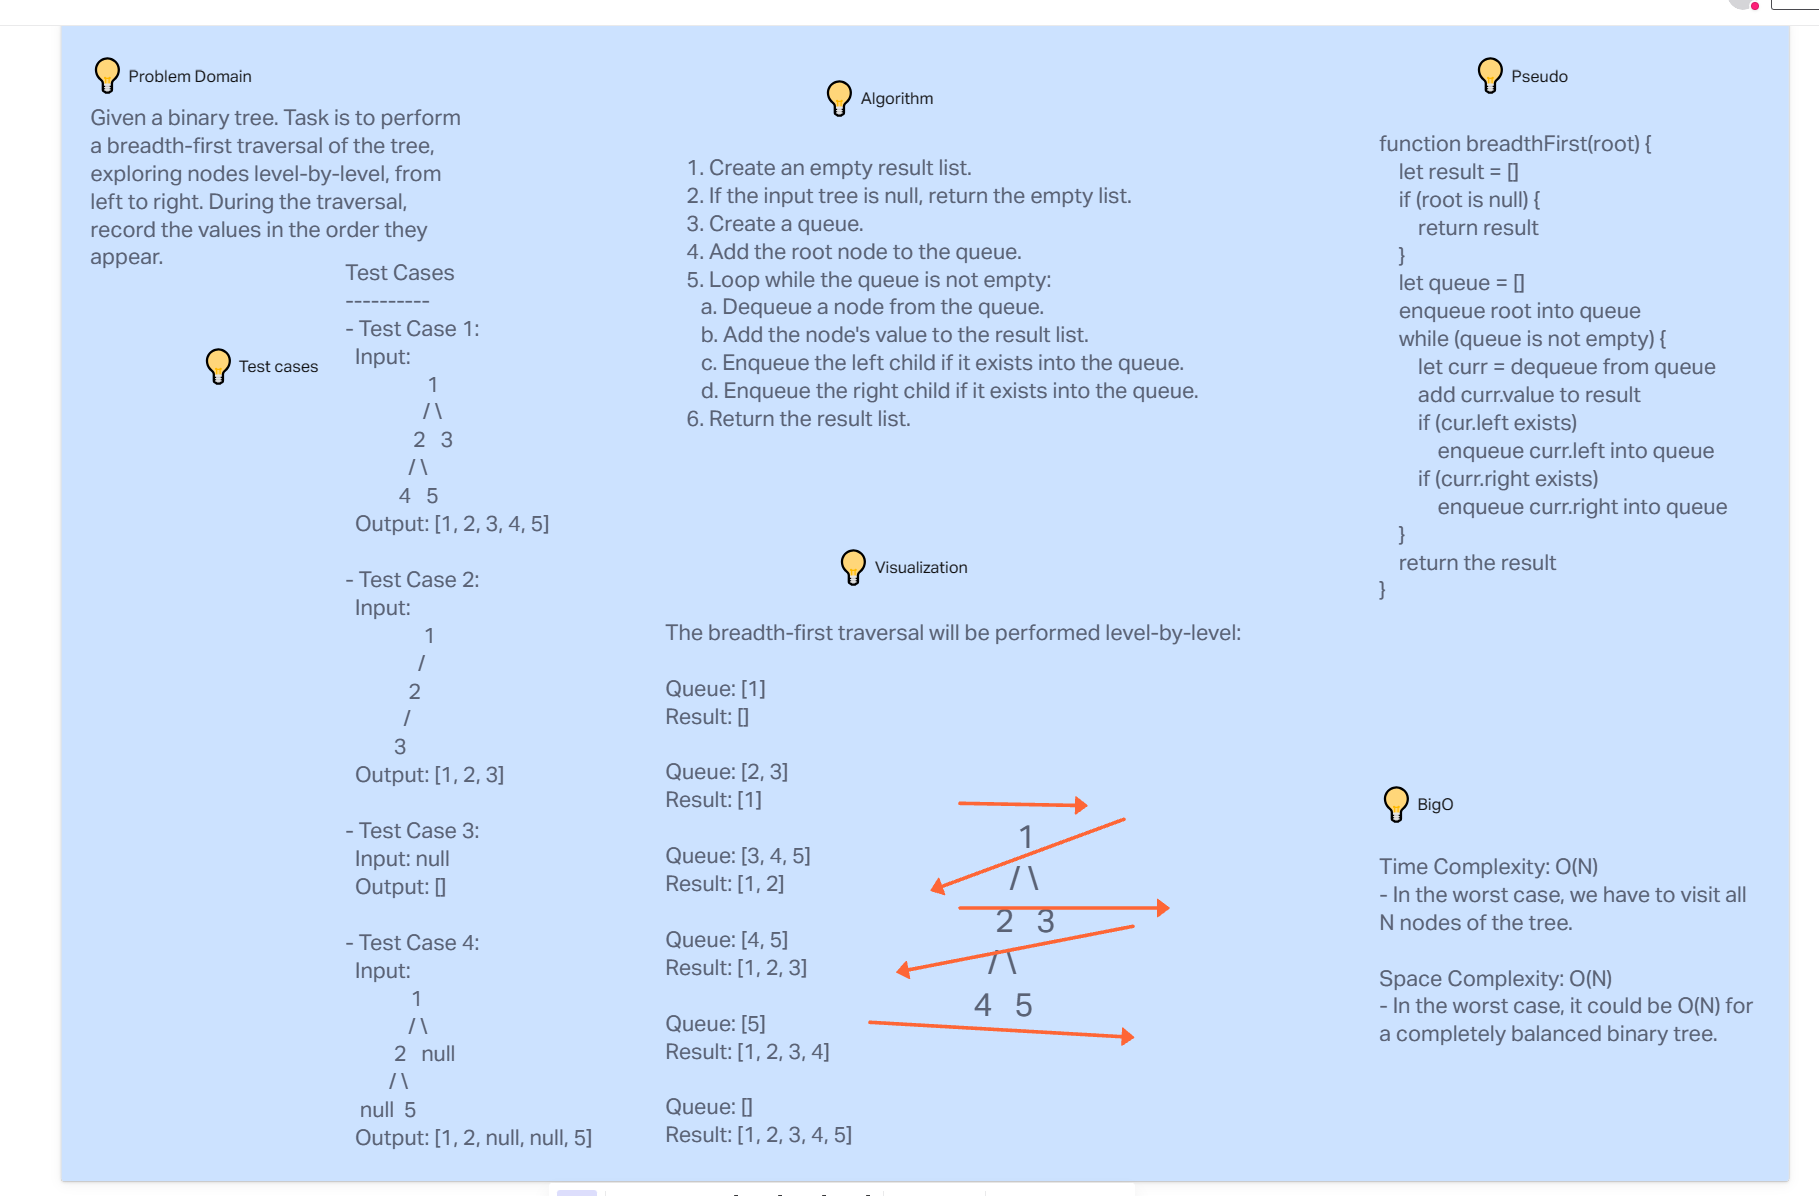 Problem Domain
Given a binary tree. Task is to perform
a breadth-first traversal of the tree,
exploring nodes level-by-level, from
left to right. During the traversal,
record the values in the order they
appear.
Test cases
Test Cases
----------
- Test Case 1:
Input:
1
/ \
2 3
/ \
4 5
Output: [1, 2, 3, 4, 5]
- Test Case 2:
Input:
1
/
2
/
3
Output: [1, 2, 3]
- Test Case 3:
Input: null
Output: []
- Test Case 4:
Input:
1
/ \
2 null
/ \
null 5
Output: [1, 2, null, null, 5]
Algorithm
1. Create an empty result list.
2. If the input tree is null, return the empty list.
3. Create a queue.
4. Add the root node to the queue.
5. Loop while the queue is not empty:
a. Dequeue a node from the queue.
b. Add the node's value to the result list.
c. Enqueue the left child if it exists into the queue.
d. Enqueue the right child if it exists into the queue.
6. Return the result list.
Visualization
The breadth-first traversal will be performed level-by-level:
Queue: [1]
Result: []
Queue: [2, 3]
Result: [1]
Queue: [3, 4, 5]
Result: [1, 2]
Queue: [4, 5]
Result: [1, 2, 3]
Queue: [5]
Result: [1, 2, 3, 4]
Queue: []
Result: [1, 2, 3, 4, 5]
1
/ \
2 3
/ \
4 5
Pseudo
function breadthFirst(root) {
let result = []
if (root is null) {
return result
}
let queue = []
enqueue root into queue
while (queue is not empty) {
let curr = dequeue from queue
add curr.value to result
if (cur.left exists)
enqueue curr.left into queue
if (curr.right exists)
enqueue curr.right into queue
}
return the result
}
BigO
Time Complexity: O(N)
- In the worst case, we have to visit all
N nodes of the tree.
Space Complexity: O(N)
- In the worst case, it could be O(N) for
a completely balanced binary tree.